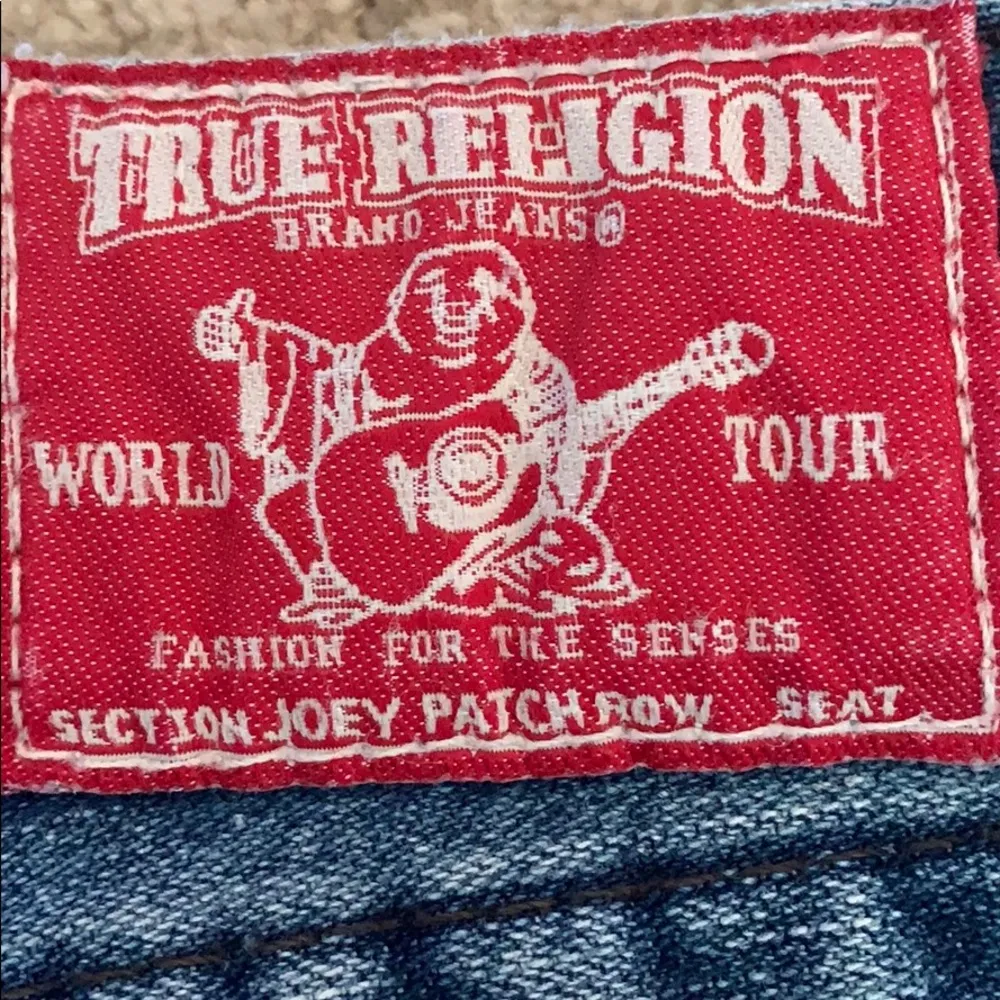 TRUE RELIGION
BRAND JEANS®
WORLD TOUR
FASHION FOR THE SENSES
SECTION JOEY PATCH ROW SEAT